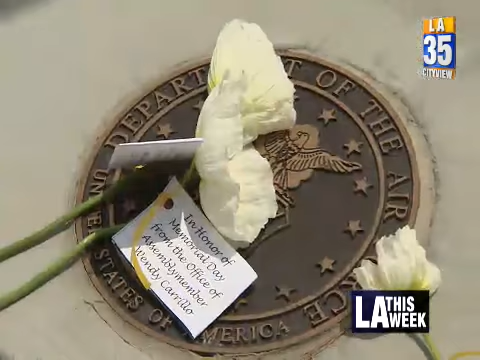 LA
35
CITYVIEW
DEPARTMENT OF THE AIR FORCE
UNITED STATES OF AMERICA
In Honor of
Memorial Day
from the Office of
Assemblymember
Wendy Carrillo
LA THIS
WEEK